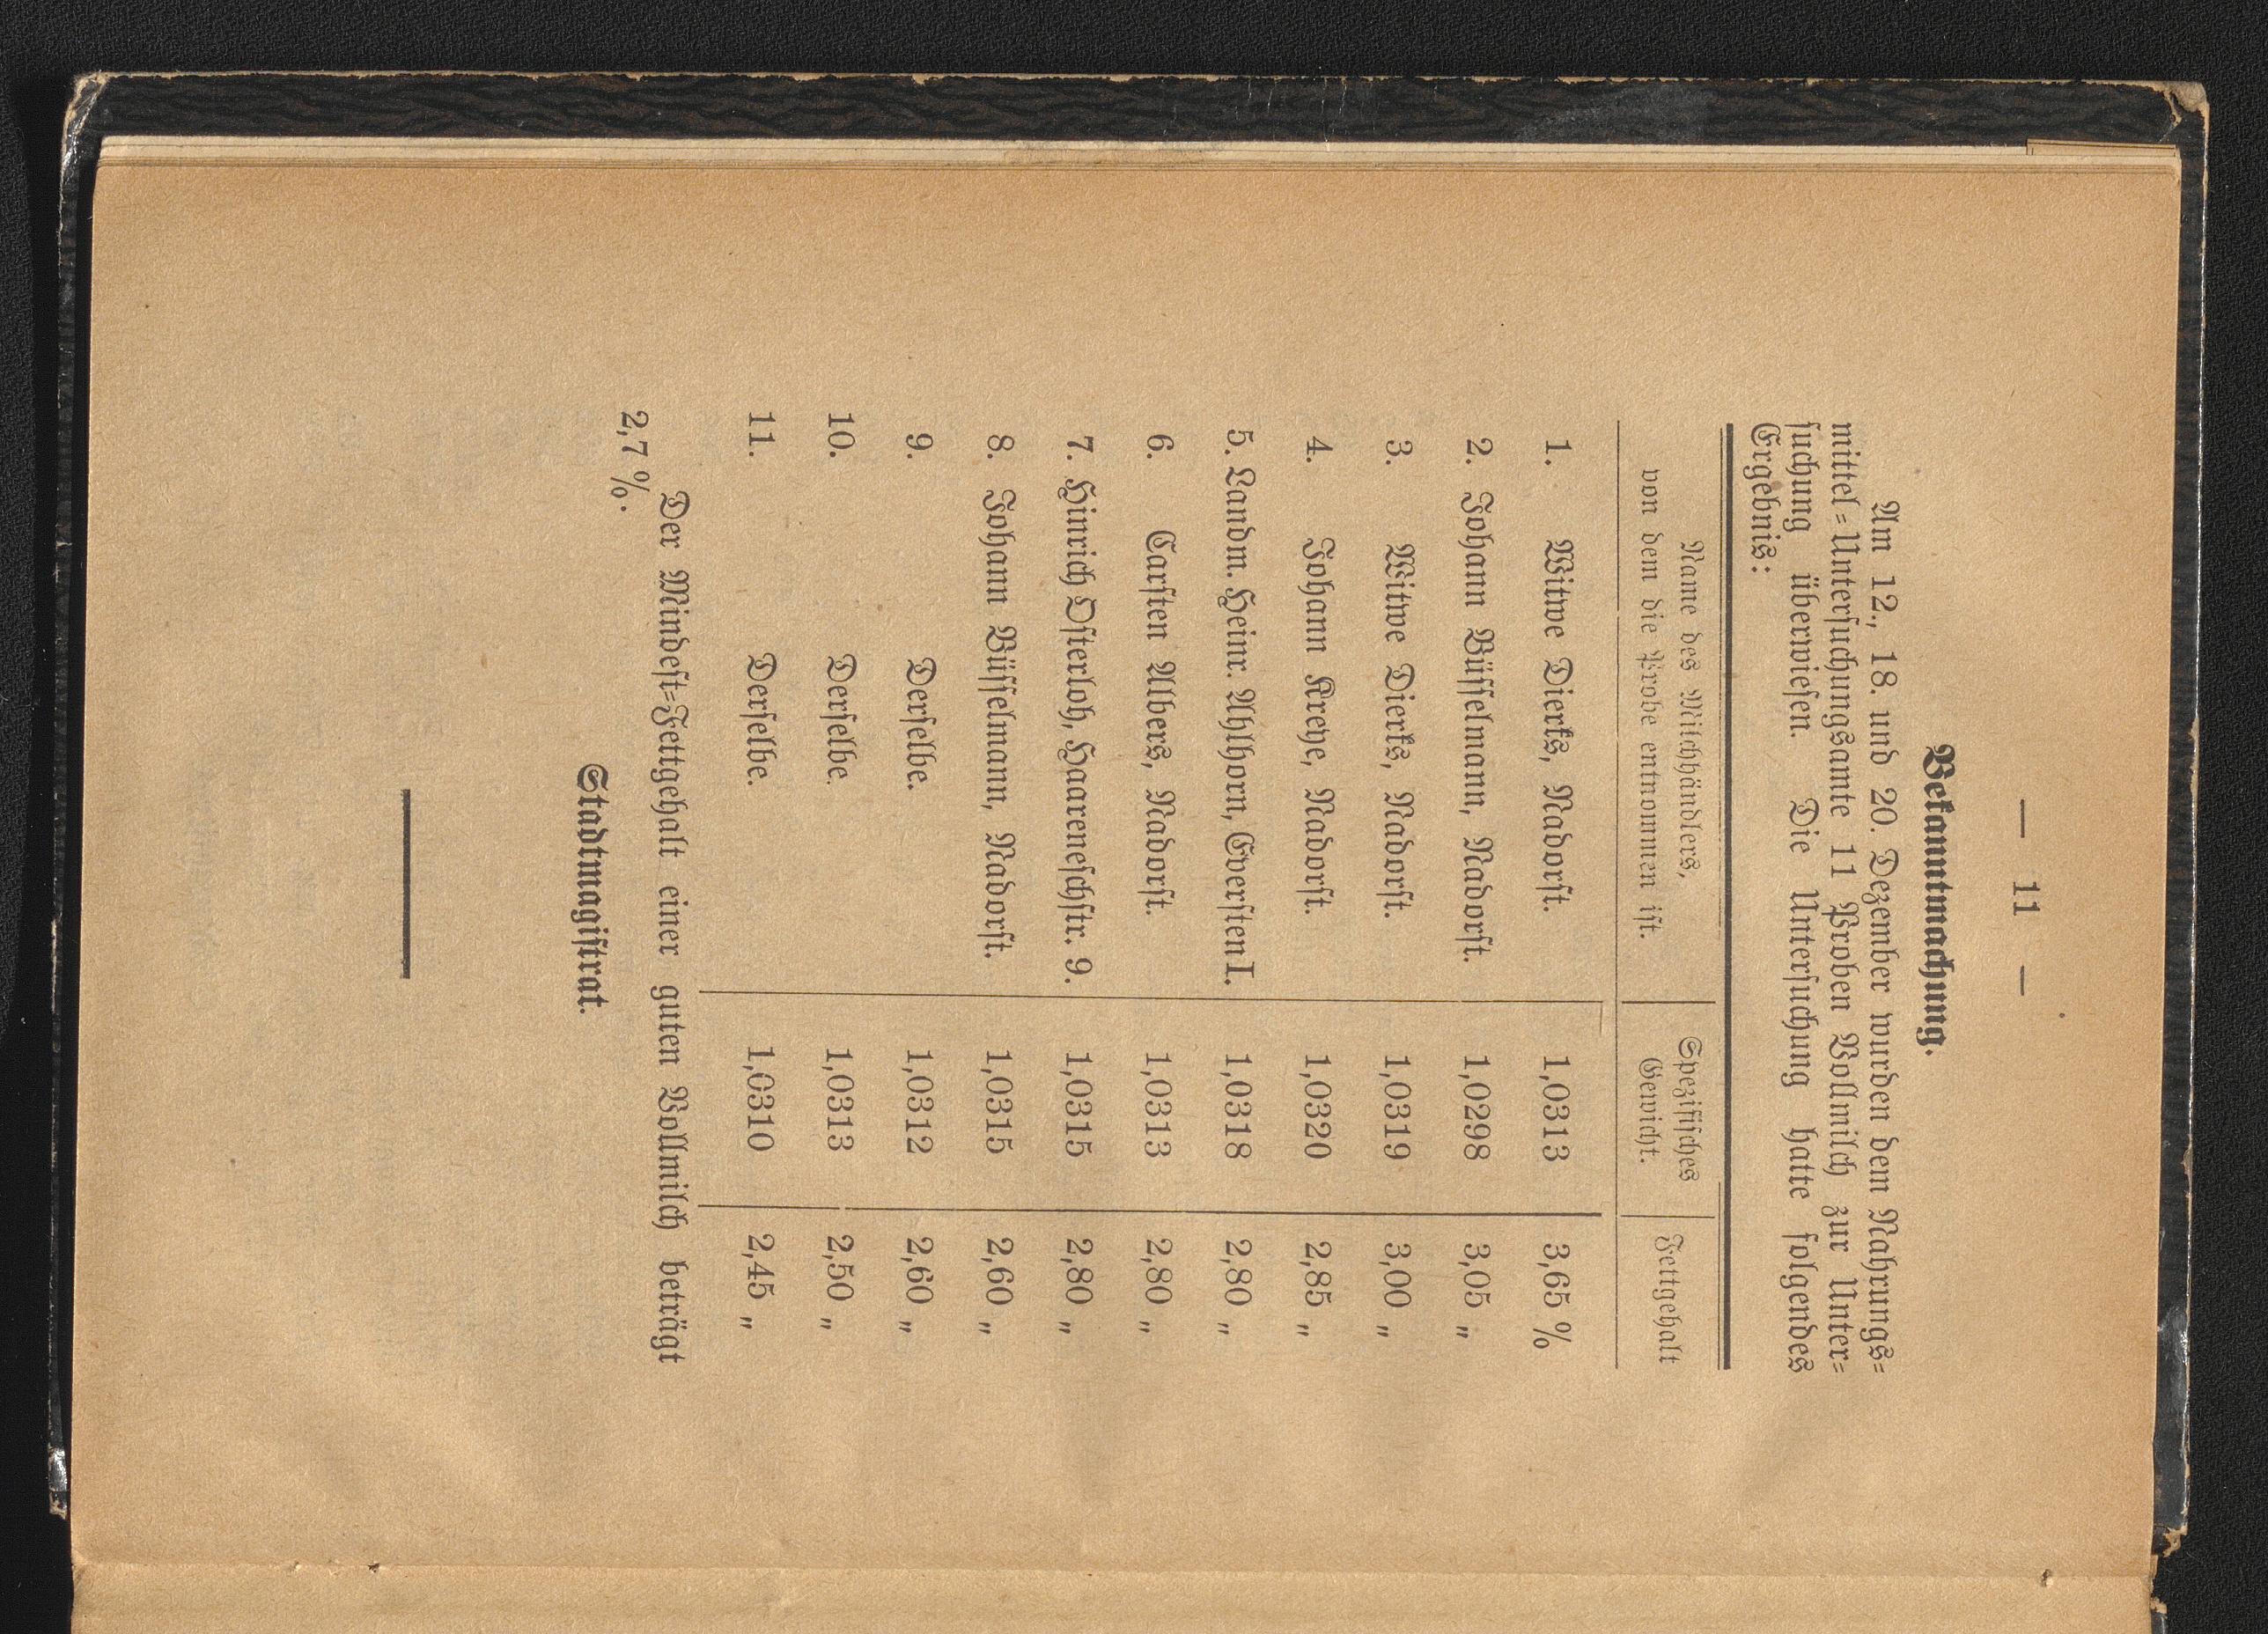 — 11 —
Bekanntmachung.
Am 12., 18. und 20. Dezember wurden dem Nahrungs-
mittel-Untersuchungsamte 11 Proben Vollmilch zur Unter-
suchung überwiesen. Die Untersuchung hatte folgendes
Ergebnis:
Name des Milchhändlers, Spezifisches Fettgehalt
von dem die Probe entnommen ist. Gewicht.
1. Witwe Dierks, Nadorst. 1,0313 3,65 %
2. Johann Büsselmann, Nadorst. 1,0298 3,05 „
3. Witwe Dierks, Nadorst. 1,0319 3,00 „
4. Johann Kreye, Nadorst. 1,0320 2,85 „
5. Landm. Heinr. Ahlhorn, Eversten I. 1,0318 2,80 „
6. Carsten Albers, Nadorst. 1,0313 2,80 „
7. Hinrich Osterloh, Haareneschstr. 9. 1,0315 2,80 „
8. Johann Büsselmann, Nadorst. 1,0315 2,60 „
9. Derselbe. 1,0312 2,60 „
10. Derselbe. 1,0313 2,50 „
11. Derselbe. 1,0310 2,45 „
Der Mindest-Fettgehalt einer guten Vollmilch beträgt
2,7 %.
Stadtmagistrat.